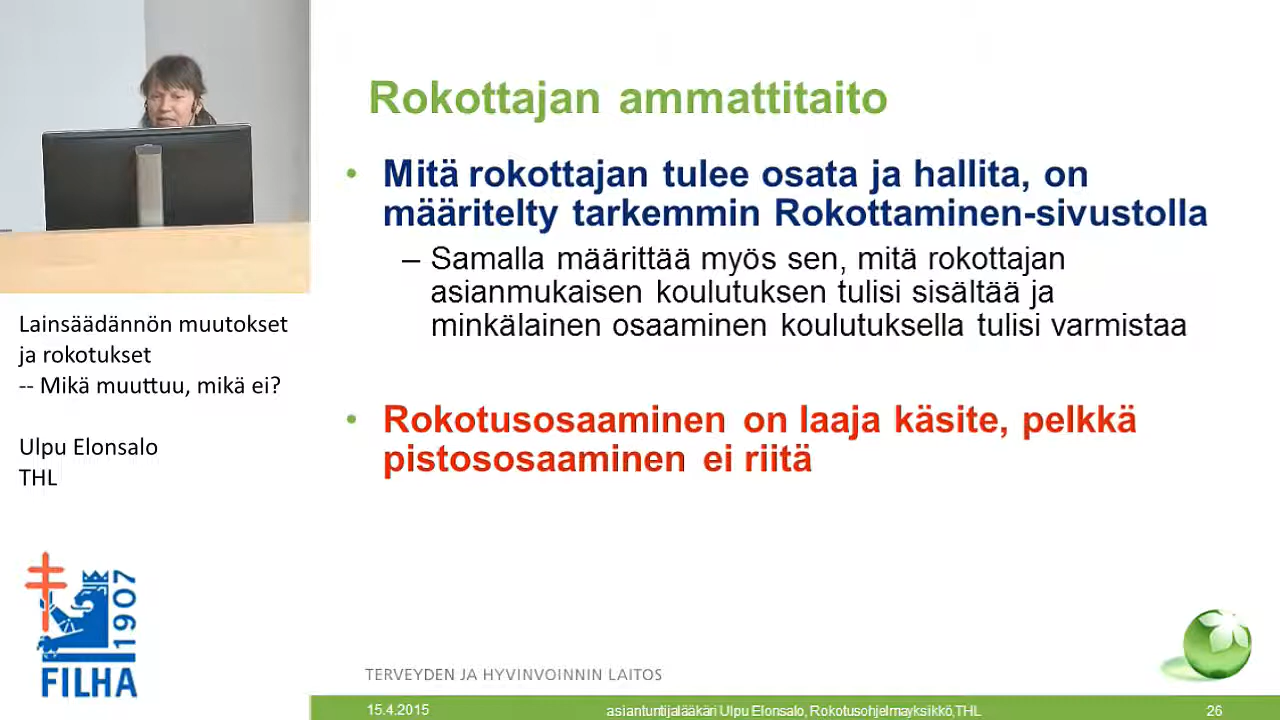 Rokottajan ammattitaito
• Mitä rokottajan tulee osata ja hallita, on
määritelty tarkemmin Rokottaminen-sivustolla
– Samalla määrittää myös sen, mitä rokottajan
asianmukaisen koulutuksen tulisi sisältää ja
minkälainen osaaminen koulutuksella tulisi varmistaa
• Rokotusosaaminen on laaja käsite, pelkkä
pistososaaminen ei riitä
Lainsäädännön muutokset
ja rokotukset
-- Mikä muuttuu, mikä ei?
Ulpu Elonsalo
THL
1907
FILHA
TERVEYDEN JA HYVINVOINNIN LAITOS
15.4.2015
asiantuntijalääkäri Ulpu Elonsalo, Rokotusohjelmayksikkö,THL
26